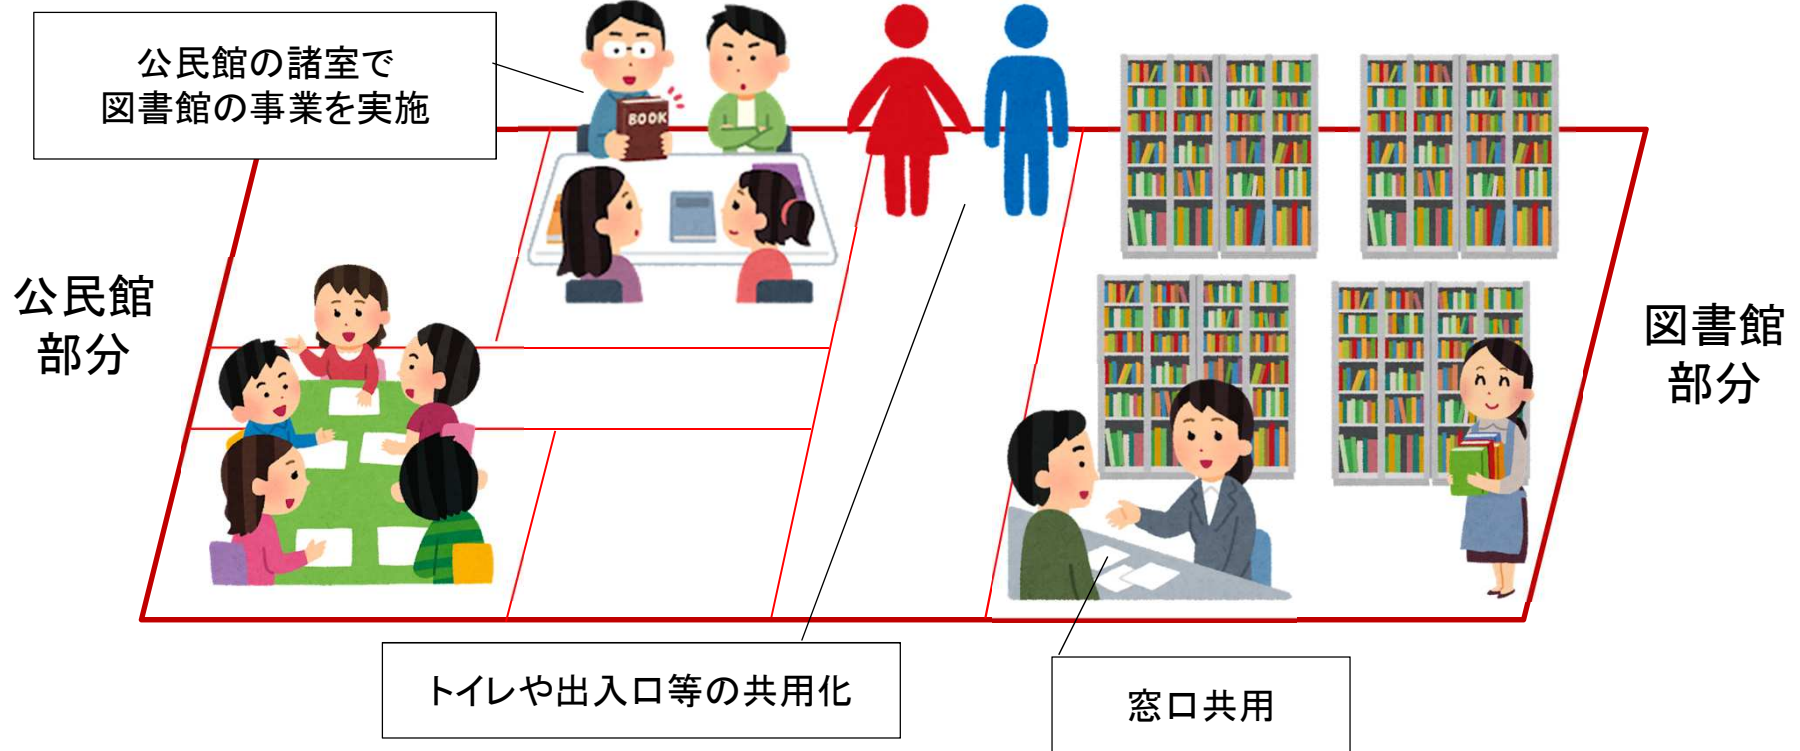 公民館の諸室で
図書館の事業を実施
BOOK
公民館
部分
図書館
部分
トイレや出入口等の共用化
窓口共用